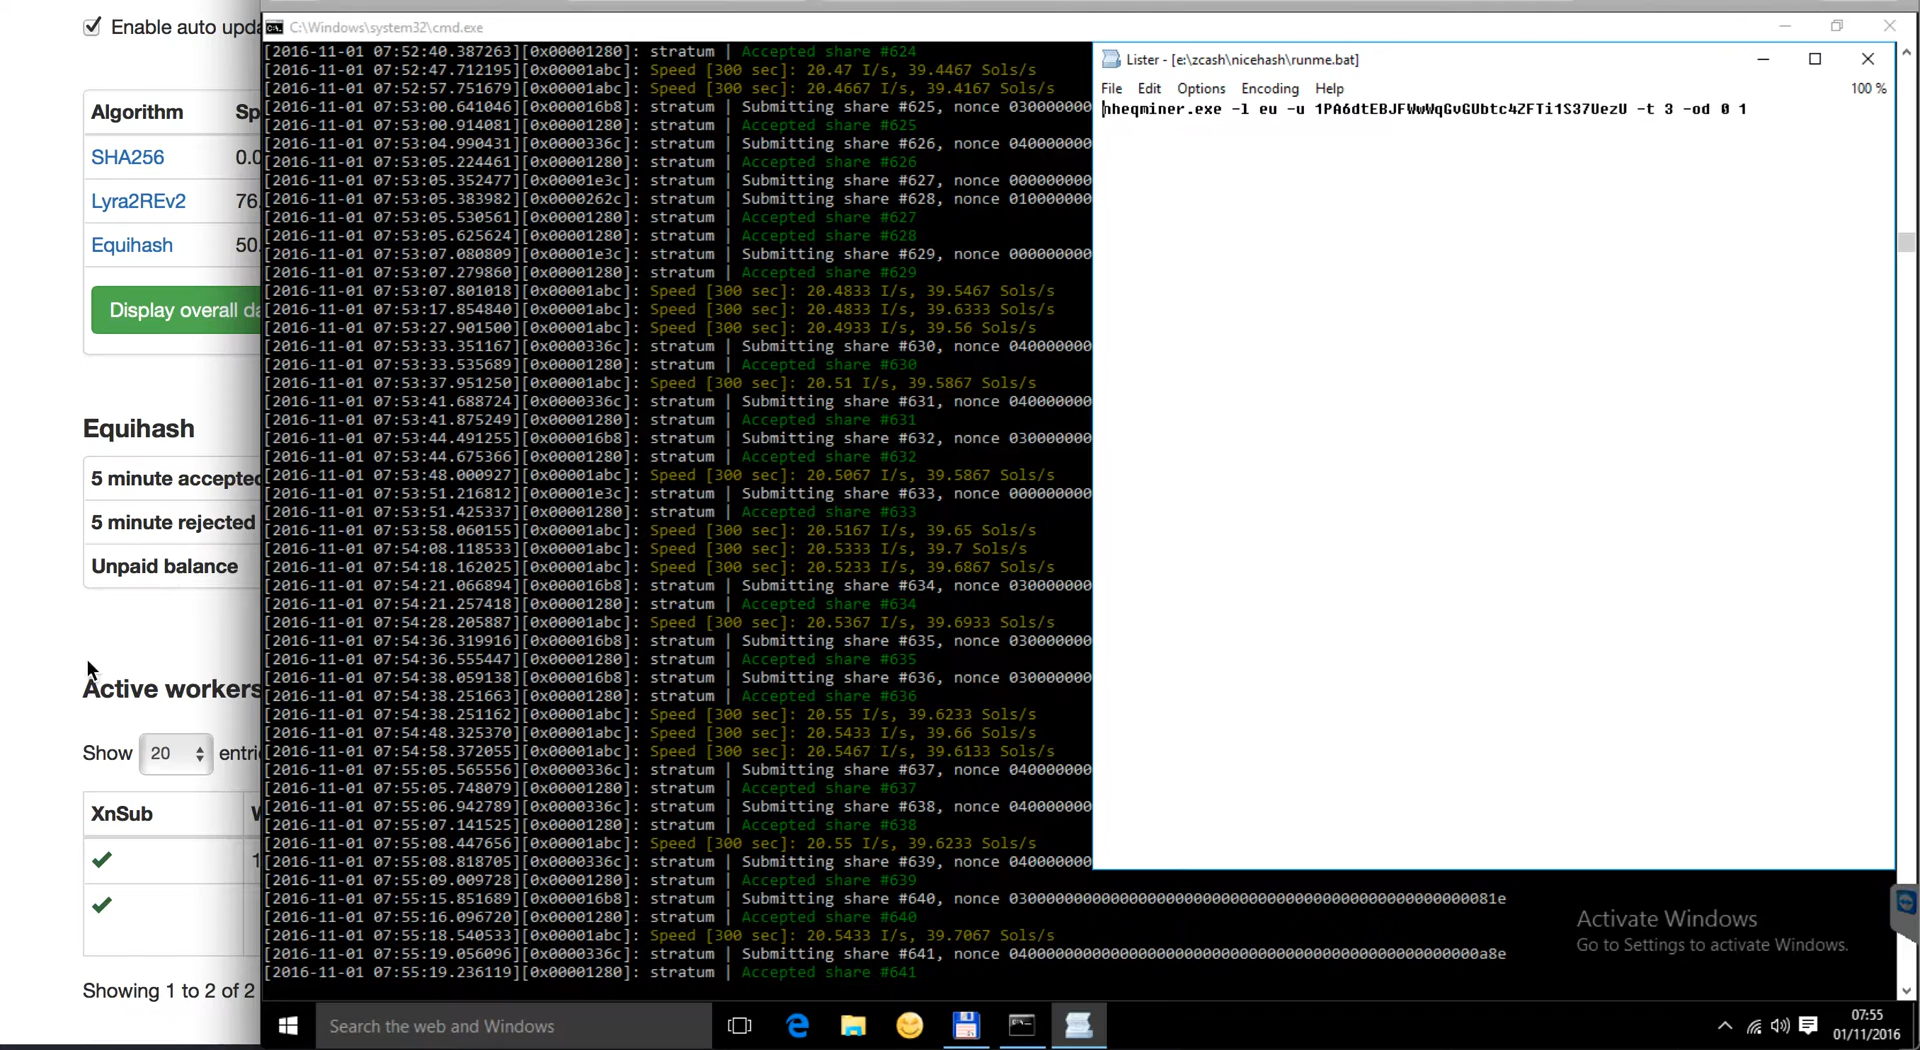 Enable auto upda
Algorithm Sp
SHA256 0.0
Lyra2REv2 76.
Equihash 50.
Display overall da
Equihash
5 minute accepted
5 minute rejected
Unpaid balance
Active workers
Show 20 entri
XnSub W
1
Showing 1 to 2 of 2
C:\Windows\system32\cmd.exe
[2016-11-01 07:52:40.387263][0x00001280]: stratum | Accepted share #624
[2016-11-01 07:52:47.712195][0x00001abc]: Speed [300 sec]: 20.47 I/s, 39.4467 Sols/s
[2016-11-01 07:52:57.751679][0x00001abc]: Speed [300 sec]: 20.4667 I/s, 39.4167 Sols/s
[2016-11-01 07:53:00.641046][0x000016b8]: stratum | Submitting share #625, nonce 030000000
[2016-11-01 07:53:00.914081][0x00001280]: stratum | Accepted share #625
[2016-11-01 07:53:04.990431][0x0000336c]: stratum | Submitting share #626, nonce 040000000
[2016-11-01 07:53:05.224461][0x00001280]: stratum | Accepted share #626
[2016-11-01 07:53:05.352477][0x00001e3c]: stratum | Submitting share #627, nonce 000000000
[2016-11-01 07:53:05.383982][0x0000262c]: stratum | Submitting share #628, nonce 010000000
[2016-11-01 07:53:05.530561][0x00001280]: stratum | Accepted share #627
[2016-11-01 07:53:05.625624][0x00001280]: stratum | Accepted share #628
[2016-11-01 07:53:07.080809][0x00001e3c]: stratum | Submitting share #629, nonce 000000000
[2016-11-01 07:53:07.279860][0x00001280]: stratum | Accepted share #629
[2016-11-01 07:53:07.801018][0x00001abc]: Speed [300 sec]: 20.4833 I/s, 39.5467 Sols/s
[2016-11-01 07:53:17.854840][0x00001abc]: Speed [300 sec]: 20.4833 I/s, 39.6333 Sols/s
[2016-11-01 07:53:27.901500][0x00001abc]: Speed [300 sec]: 20.4933 I/s, 39.56 Sols/s
[2016-11-01 07:53:33.351167][0x0000336c]: stratum | Submitting share #630, nonce 040000000
[2016-11-01 07:53:33.535689][0x00001280]: stratum | Accepted share #630
[2016-11-01 07:53:37.951250][0x00001abc]: Speed [300 sec]: 20.51 I/s, 39.5867 Sols/s
[2016-11-01 07:53:41.688724][0x0000336c]: stratum | Submitting share #631, nonce 040000000
[2016-11-01 07:53:41.875249][0x00001280]: stratum | Accepted share #631
[2016-11-01 07:53:44.491255][0x000016b8]: stratum | Submitting share #632, nonce 030000000
[2016-11-01 07:53:44.675366][0x00001280]: stratum | Accepted share #632
[2016-11-01 07:53:48.000927][0x00001abc]: Speed [300 sec]: 20.5067 I/s, 39.5867 Sols/s
[2016-11-01 07:53:51.216812][0x00001e3c]: stratum | Submitting share #633, nonce 000000000
[2016-11-01 07:53:51.425337][0x00001280]: stratum | Accepted share #633
[2016-11-01 07:53:58.060155][0x00001abc]: Speed [300 sec]: 20.5167 I/s, 39.65 Sols/s
[2016-11-01 07:54:08.118533][0x00001abc]: Speed [300 sec]: 20.5333 I/s, 39.7 Sols/s
[2016-11-01 07:54:18.162025][0x00001abc]: Speed [300 sec]: 20.5233 I/s, 39.6867 Sols/s
[2016-11-01 07:54:21.066894][0x000016b8]: stratum | Submitting share #634, nonce 030000000
[2016-11-01 07:54:21.257418][0x00001280]: stratum | Accepted share #634
[2016-11-01 07:54:28.205887][0x00001abc]: Speed [300 sec]: 20.5367 I/s, 39.6933 Sols/s
[2016-11-01 07:54:36.319916][0x000016b8]: stratum | Submitting share #635, nonce 030000000
[2016-11-01 07:54:36.555447][0x00001280]: stratum | Accepted share #635
[2016-11-01 07:54:38.059138][0x000016b8]: stratum | Submitting share #636, nonce 030000000
[2016-11-01 07:54:38.251663][0x00001280]: stratum | Accepted share #636
[2016-11-01 07:54:38.251162][0x00001abc]: Speed [300 sec]: 20.55 I/s, 39.6233 Sols/s
[2016-11-01 07:54:48.325370][0x00001abc]: Speed [300 sec]: 20.5433 I/s, 39.66 Sols/s
[2016-11-01 07:54:58.372055][0x00001abc]: Speed [300 sec]: 20.5467 I/s, 39.6133 Sols/s
[2016-11-01 07:55:05.565556][0x0000336c]: stratum | Submitting share #637, nonce 040000000
[2016-11-01 07:55:05.748079][0x00001280]: stratum | Accepted share #637
[2016-11-01 07:55:06.942789][0x0000336c]: stratum | Submitting share #638, nonce 040000000
[2016-11-01 07:55:07.141525][0x00001280]: stratum | Accepted share #638
[2016-11-01 07:55:08.447656][0x00001abc]: Speed [300 sec]: 20.55 I/s, 39.6233 Sols/s
[2016-11-01 07:55:08.818705][0x0000336c]: stratum | Submitting share #639, nonce 040000000
[2016-11-01 07:55:09.009728][0x00001280]: stratum | Accepted share #639
[2016-11-01 07:55:15.851689][0x000016b8]: stratum | Submitting share #640, nonce 030000000000000000000000000000000000000000000000000081e
[2016-11-01 07:55:16.096720][0x00001280]: stratum | Accepted share #640
[2016-11-01 07:55:18.540533][0x00001abc]: Speed [300 sec]: 20.5433 I/s, 39.7067 Sols/s
[2016-11-01 07:55:19.056096][0x0000336c]: stratum | Submitting share #641, nonce 040000000000000000000000000000000000000000000000000a8e
[2016-11-01 07:55:19.236119][0x00001280]: stratum | Accepted share #641
Lister - [e:\zcash\nicehash\runme.bat]
File Edit Options Encoding Help 100 %
nheqminer.exe -l eu -u 1PA6dtEBJFWwWqGvGUbtc4ZFTi1S37UezU -t 3 -od 0 1
Activate Windows
Go to Settings to activate Windows.
Search the web and Windows
07:55
01/11/2016